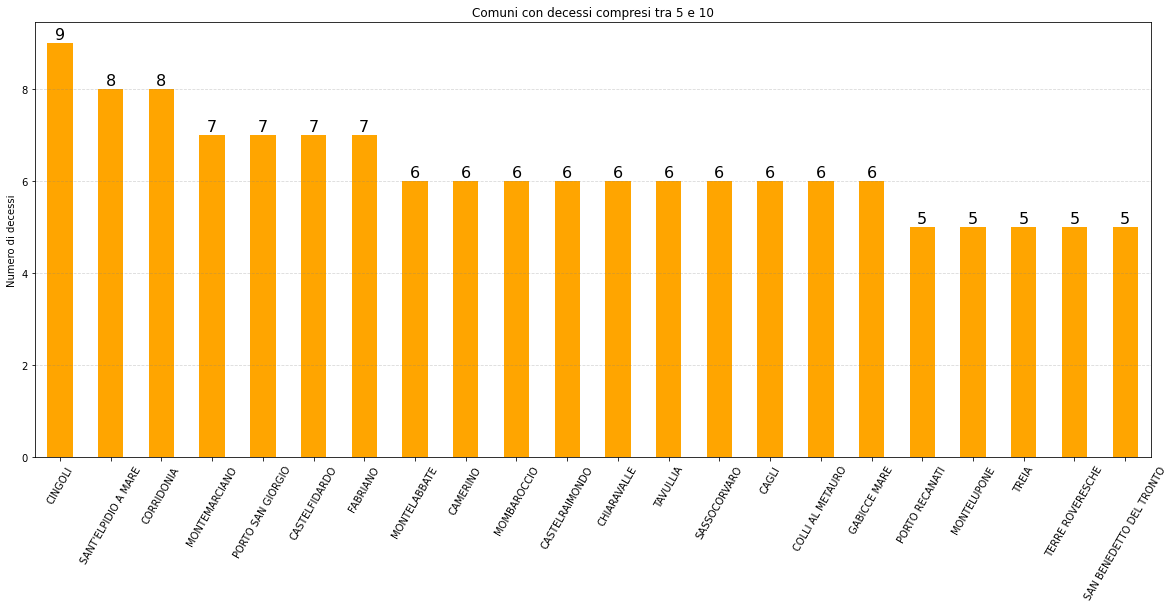 Comuni con decessi compresi tra 5 e 10
Numero di decessi
8
6
4
2
0
9
8
8
7
7
7
7
6
6
6
6
6
6
6
6
6
6
5
5
5
5
5
CINGOLI
SANT'ELPIDIO A MARE
CORRIDONIA
MONTEMARCIANO
PORTO SAN GIORGIO
CASTELFIDARDO
FABRIANO
MONTELABBATE
CAMERINO
MOMBAROCCIO
CASTELRAIMONDO
CHIARAVALLE
TAVULLIA
SASSOCORVARO
CAGLI
COLLI AL METAURO
GABICCE MARE
PORTO RECANATI
MONTELUPONE
TREIA
TERRE ROVERESCHE
SAN BENEDETTO DEL TRONTO